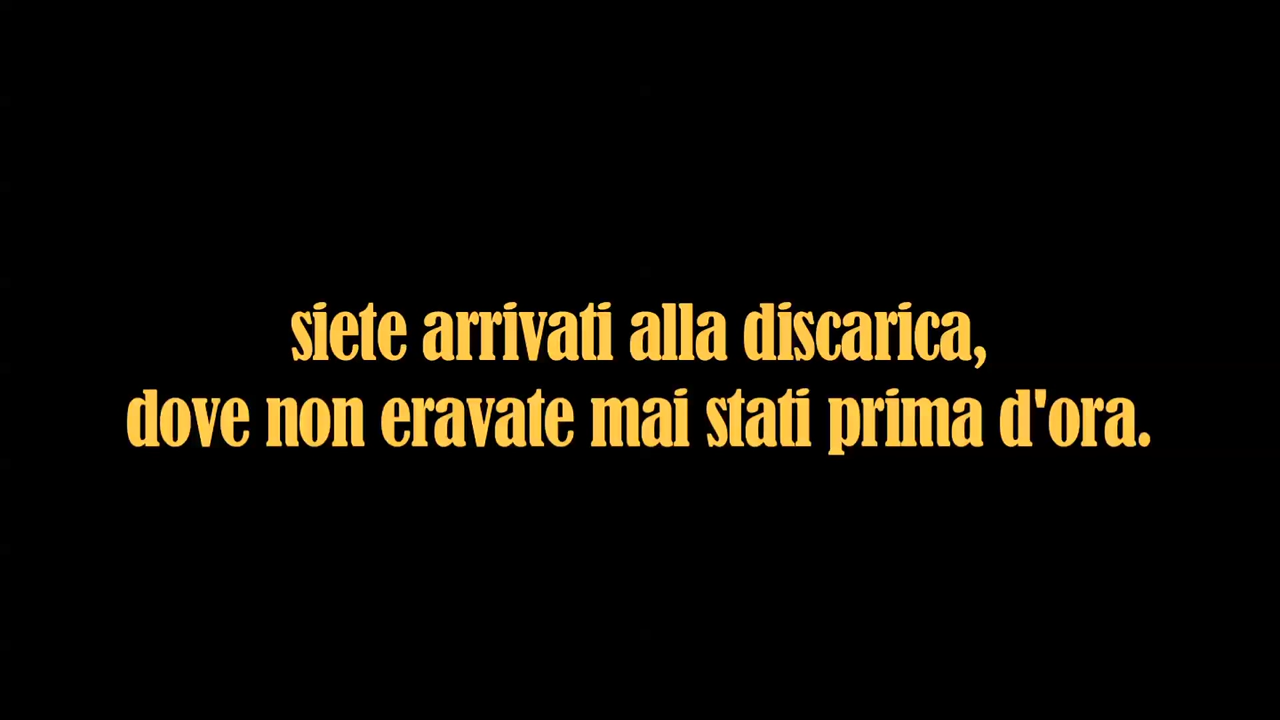 siete arrivati alla discarica,
dove non eravate mai stati prima d'ora.